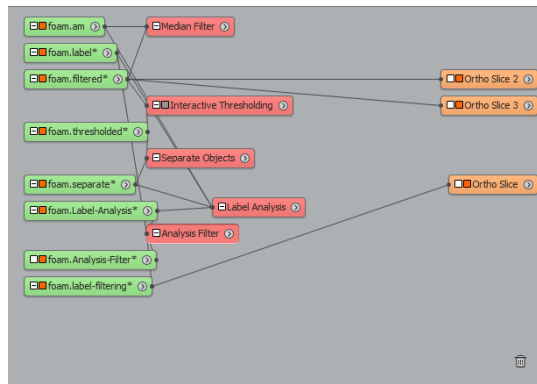 foam.am
Median Filter
foam.label*
foam.filtered*
Ortho Slice 2
Interactive Thresholding
Ortho Slice 3
foam.thresholded*
Separate Objects
foam.separate*
Ortho Slice
foam.Label-Analysis*
Label Analysis
Analysis Filter
foam.Analysis-Filter*
foam.label-filtering*